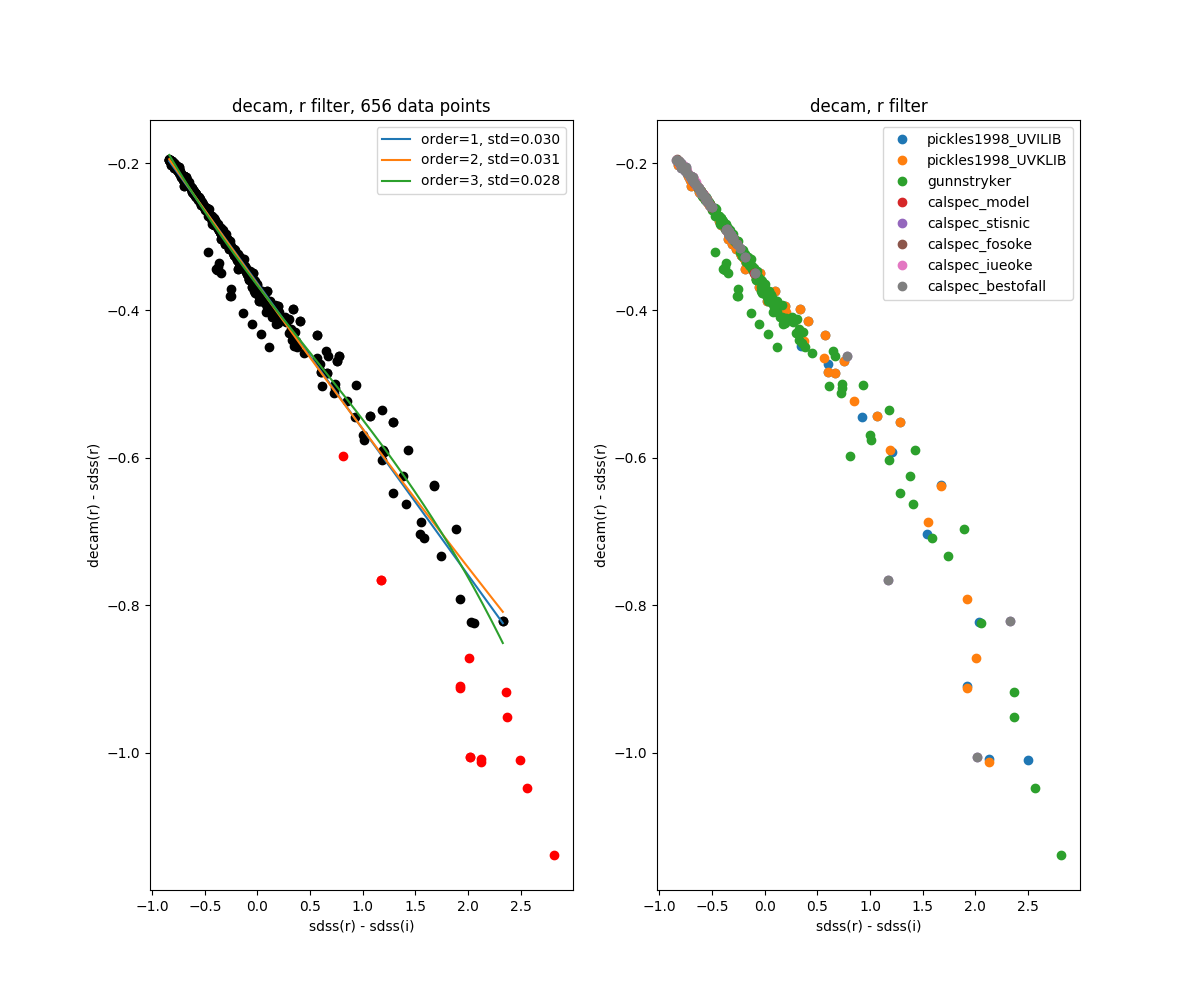 decam, r filter, 656 data points
order=1, std=0.030
order=2, std=0.031
order=3, std=0.028
−0.2
−0.4
−0.6
−0.8
−1.0
decam(r) - sdss(r)
−1.0 −0.5 0.0 0.5 1.0 1.5 2.0 2.5
sdss(r) - sdss(i)
decam, r filter
pickles1998_UVILIB
pickles1998_UVKLIB
gunnstryker
calspec_model
calspec_stisnic
calspec_fosoke
calspec_iueoke
calspec_bestofall
−0.2
−0.4
−0.6
−0.8
−1.0
decam(r) - sdss(r)
−1.0 −0.5 0.0 0.5 1.0 1.5 2.0 2.5
sdss(r) - sdss(i)